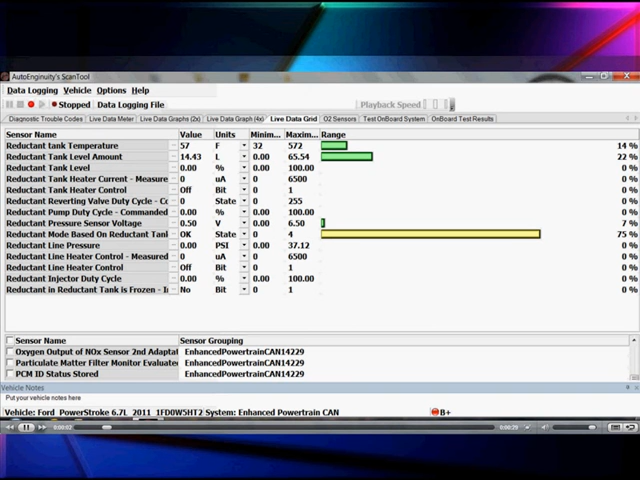 AutoEnginuity's ScanTool
Data Logging Vehicle Options Help
Stopped Data Logging File Playback Speed
Diagnostic Trouble Codes Live Data Meter Live Data Graphs (2x) Live Data Graph (4x) Live Data Grid O2 Sensors Test OnBoard System OnBoard Test Results
Sensor Name Value Units Minim... Maxim... Range
Reductant tank Temperature 57 F 32 572 14 %
Reductant Tank Level Amount 14.43 L 0.00 65.54 22 %
Reductant Tank Level 0.00 % 0.00 100.00 0 %
Reductant Tank Heater Current - Measure 0 uA 0 6500 0 %
Reductant Tank Heater Control Off Bit 0 1 0 %
Reductant Reverting Valve Duty Cycle - Co 0 State 0 255 0 %
Reductant Pump Duty Cycle - Commanded 0.00 % 0.00 100.00 0 %
Reductant Pressure Sensor Voltage 0.50 V 0.00 6.50 7 %
Reductant Mode Based On Reductant Tank OK State 0 4 75 %
Reductant Line Pressure 0.00 PSI 0.00 37.12 0 %
Reductant Line Heater Control - Measured 0 uA 0 6500 0 %
Reductant Line Heater Control Off Bit 0 1 0 %
Reductant Injector Duty Cycle 0.00 % 0.00 100.00 0 %
Reductant in Reductant Tank is Frozen - I No Bit 0 1 0 %
Sensor Name Sensor Grouping
Oxygen Output of NOx Sensor 2nd Adaptat EnhancedPowertrainCAN14229
Particulate Matter Filter Monitor Evaluated EnhancedPowertrainCAN14229
PCM ID Status Stored EnhancedPowertrainCAN14229
Vehicle Notes
Put your vehicle notes here
Vehicle: Ford PowerStroke 6.7L 2011 1FD0W5HT2 System: Enhanced Powertrain CAN B+
0:00:02 0:00:29